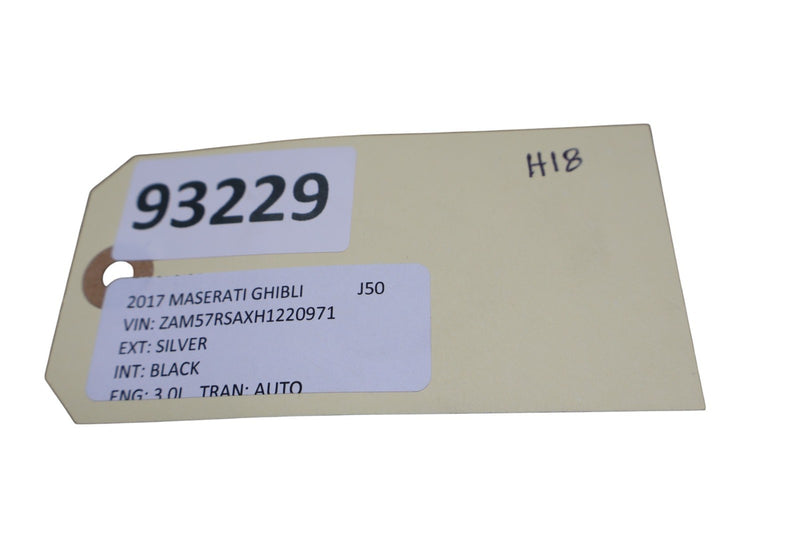 93229
H18
2017 MASERATI GHIBLI J50
VIN: ZAM57RSAXH1220971
EXT: SILVER
INT: BLACK
ENG: 3.0L TRAN: AUTO